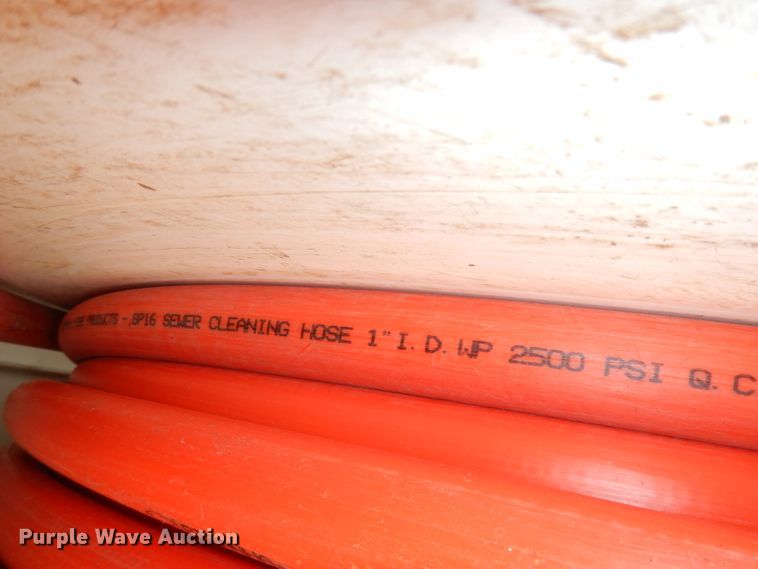 PRODUCTS -,SP16 SEWER CLEANING HOSE 1" I.D. WP 2500 PSI Q.C
Purple Wave Auction